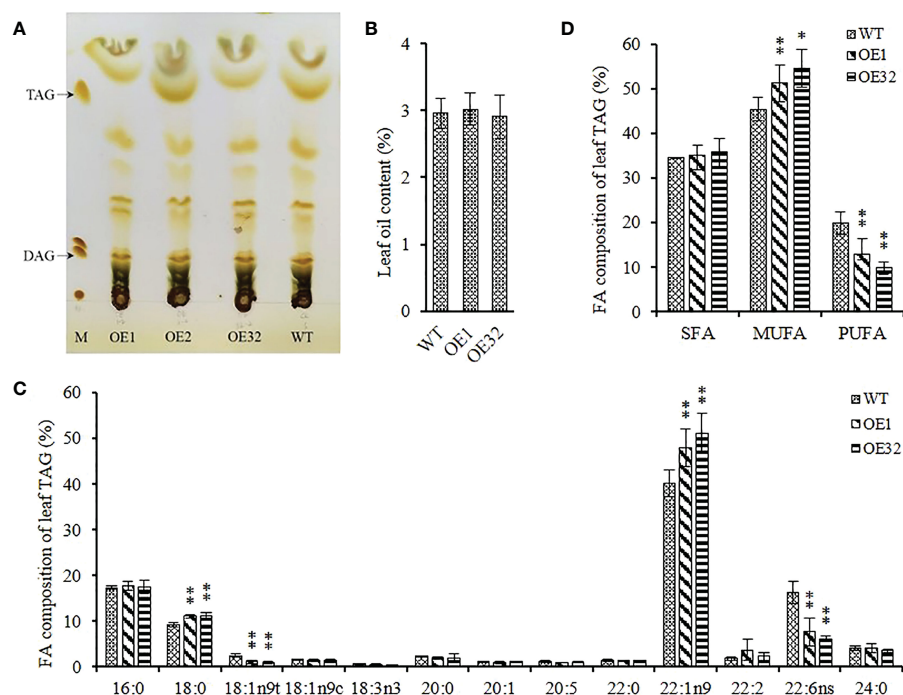 A
TAG
DAG
M OE1 OE2 OE32 WT
B
Leaf oil content (%)
4
3
2
1
0
WT OE1 OE32
D
FA composition of leaf TAG (%)
60
50
40
30
20
10
0
** *
** **
WT
OE1
OE32
SFA MUFA PUFA
C
FA composition of leaf TAG (%)
60
50
40
30
20
10
0
** **
** **
** **
** **
WT
OE1
OE32
16:0 18:0 18:1n9t 18:1n9c 18:3n3 20:0 20:1 20:5 22:0 22:1n9 22:2 22:6ns 24:0